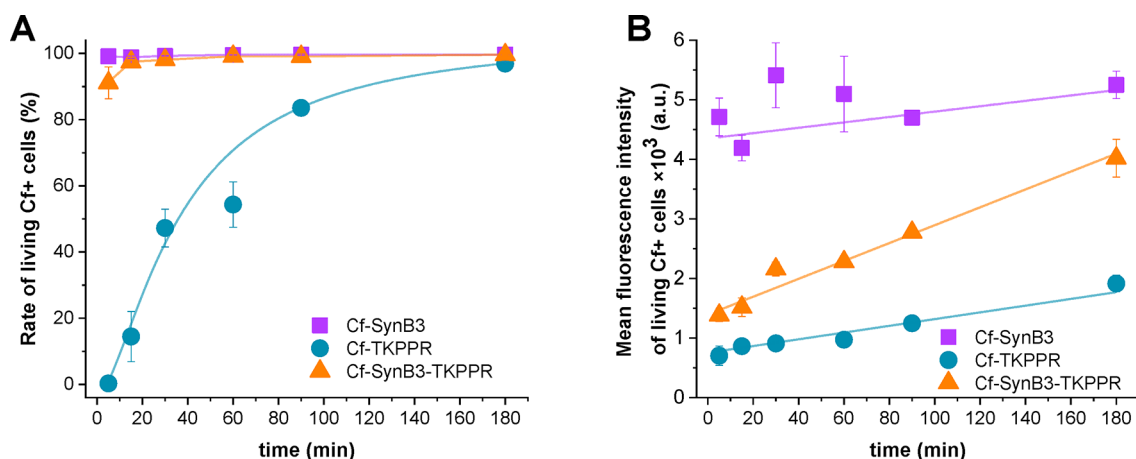 A
Rate of living Cf+ cells (%)
100
80
60
40
20
0
Cf-SynB3
Cf-TKPPR
Cf-SynB3-TKPPR
0 20 40 60 80 100 120 140 160 180
time (min)
B
Mean fluorescence intensity
of living Cf+ cells ×10³ (a.u.)
6
5
4
3
2
1
0
Cf-SynB3
Cf-TKPPR
Cf-SynB3-TKPPR
0 20 40 60 80 100 120 140 160 180
time (min)